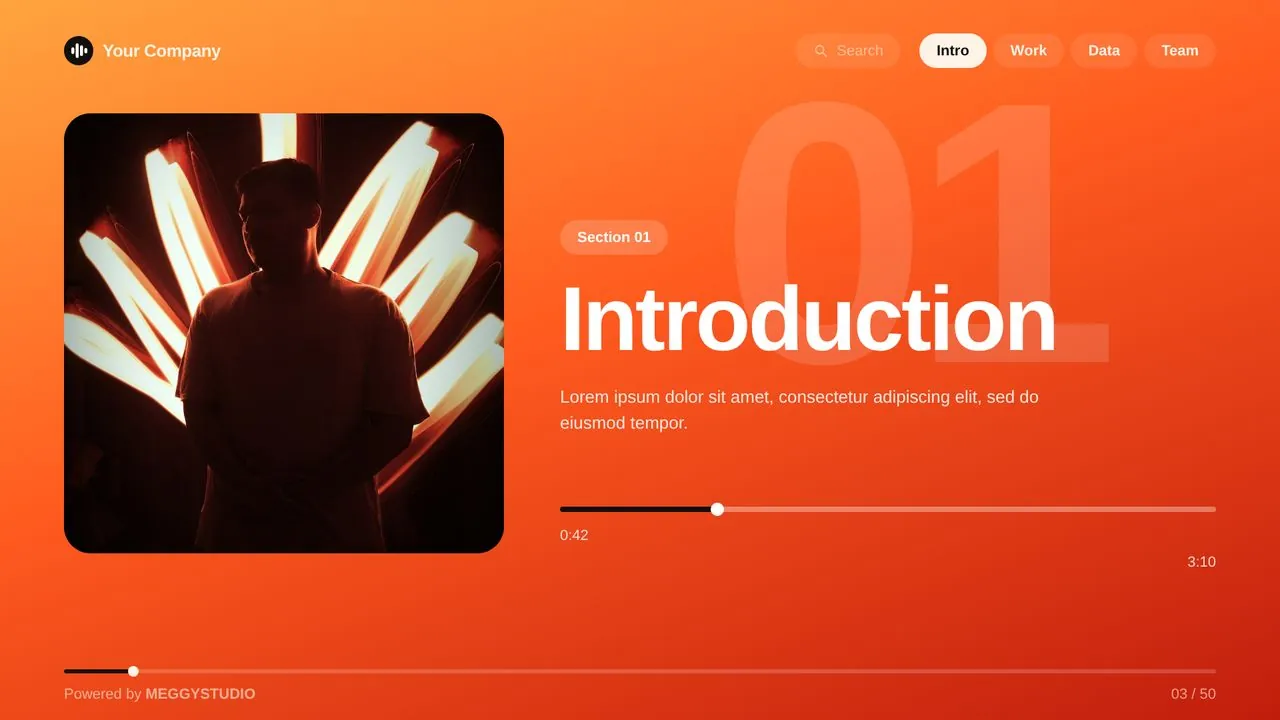 Your Company
Search
Intro
Work
Data
Team
01
Section 01
Introduction
Lorem ipsum dolor sit amet, consectetur adipiscing elit, sed do
eiusmod tempor.
0:42
3:10
Powered by MEGGYSTUDIO
03 / 50